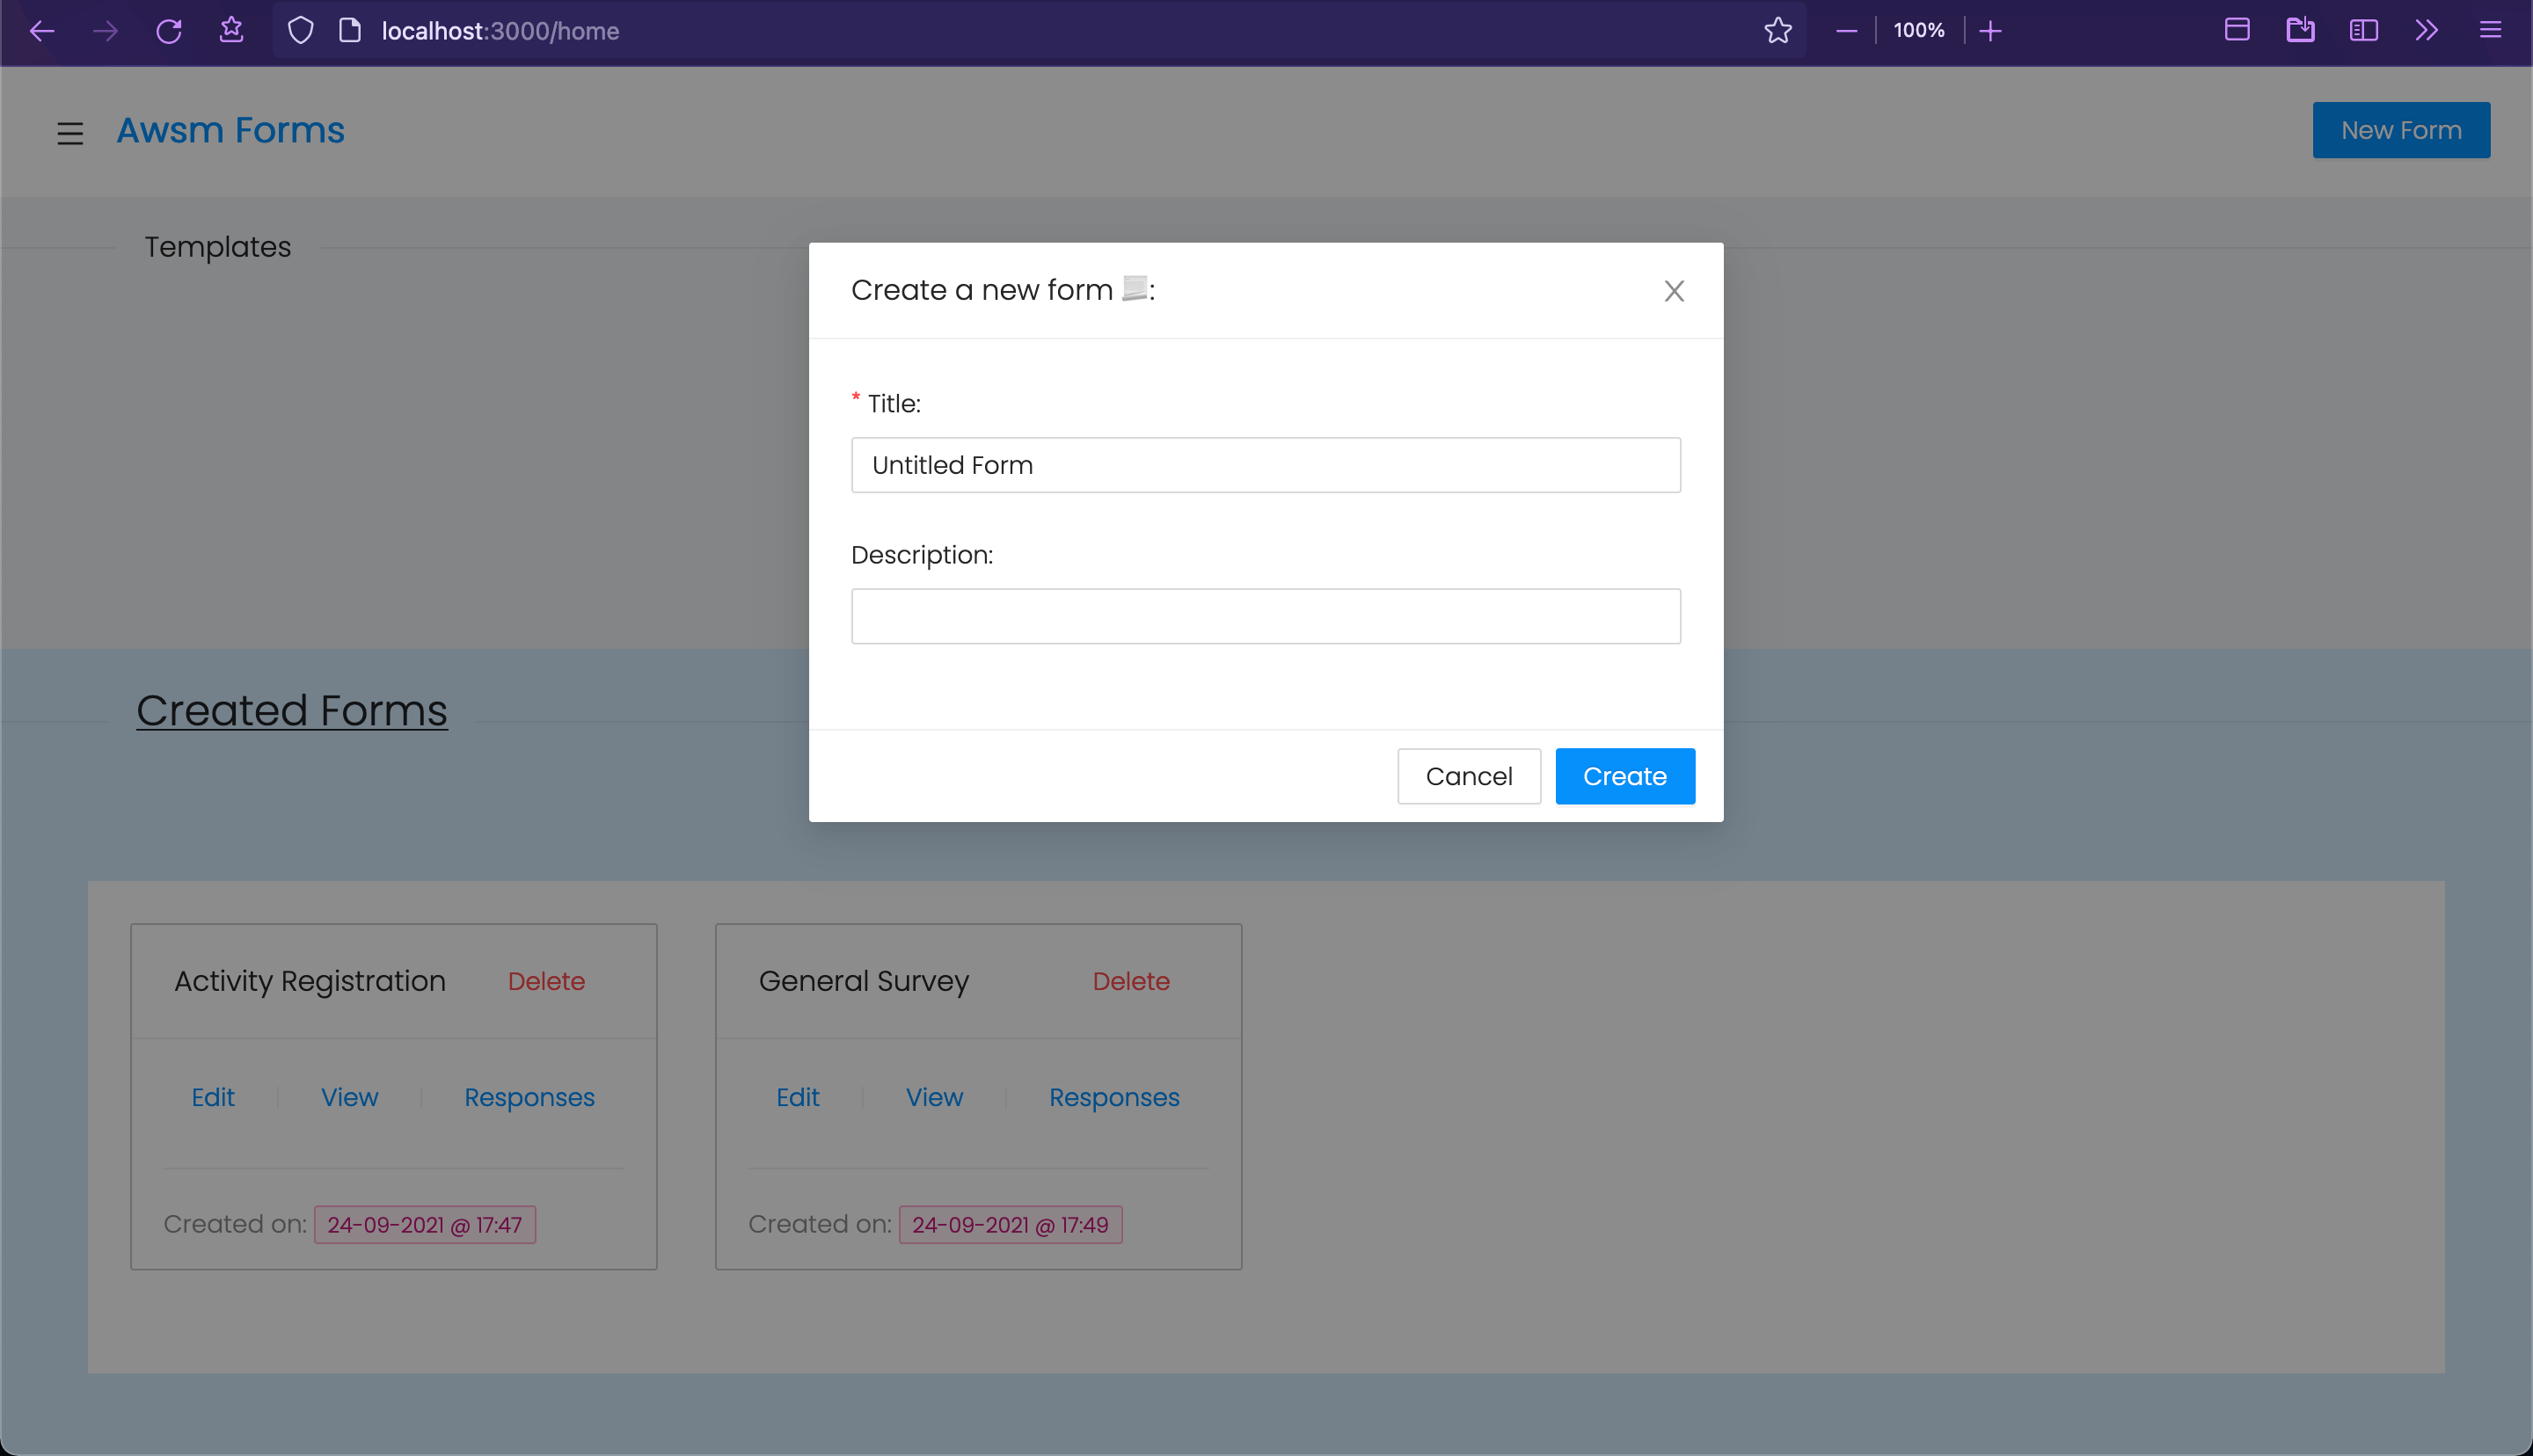 localhost:3000/home
100%
Awsm Forms
New Form
Templates
Create a new form :
* Title:
Untitled Form
Description:
Cancel
Create
Created Forms
Activity Registration Delete
General Survey Delete
Edit View Responses
Edit View Responses
Created on: 24-09-2021 @ 17:47
Created on: 24-09-2021 @ 17:49